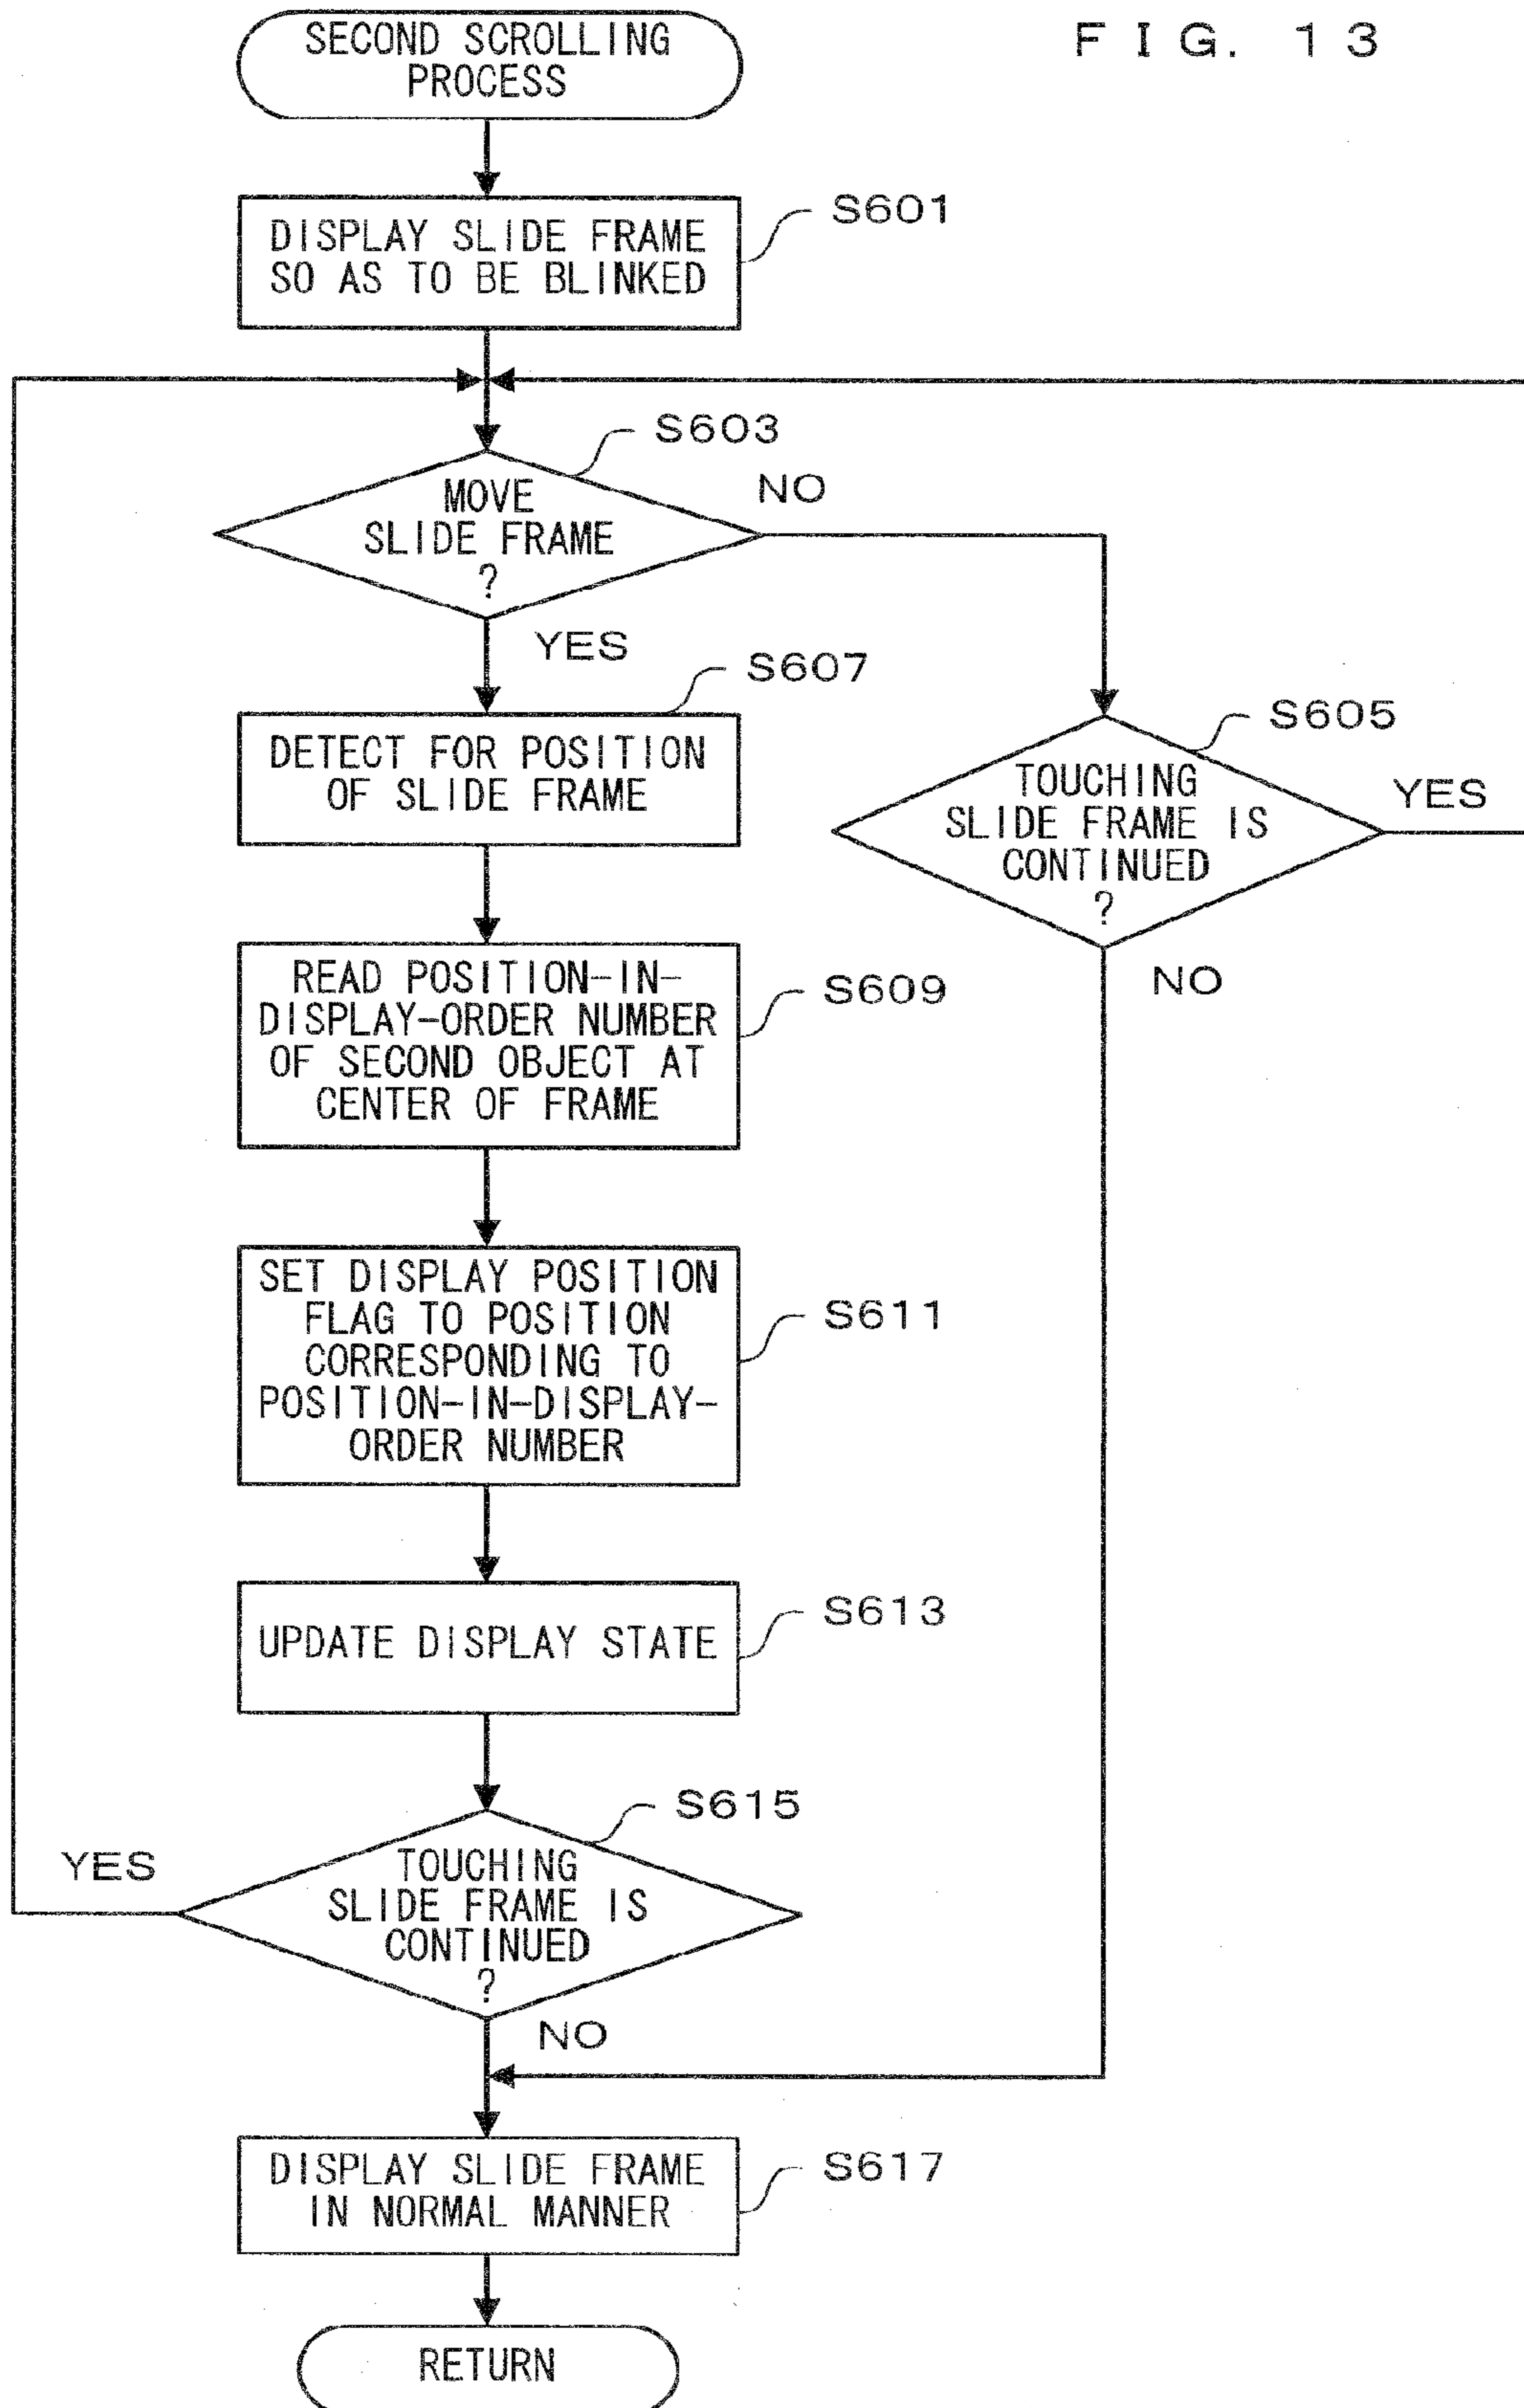 FIG. 13
SECOND SCROLLING
PROCESS
S601
DISPLAY SLIDE FRAME
SO AS TO BE BLINKED
S603
MOVE
SLIDE FRAME
?
NO
YES
S607
DETECT FOR POSITION
OF SLIDE FRAME
S605
TOUCHING
SLIDE FRAME IS
CONTINUED
?
YES
NO
S609
READ POSITION-IN-
DISPLAY-ORDER NUMBER
OF SECOND OBJECT AT
CENTER OF FRAME
S611
SET DISPLAY POSITION
FLAG TO POSITION
CORRESPONDING TO
POSITION-IN-DISPLAY-
ORDER NUMBER
S613
UPDATE DISPLAY STATE
S615
YES
TOUCHING
SLIDE FRAME IS
CONTINUED
?
NO
S617
DISPLAY SLIDE FRAME
IN NORMAL MANNER
RETURN